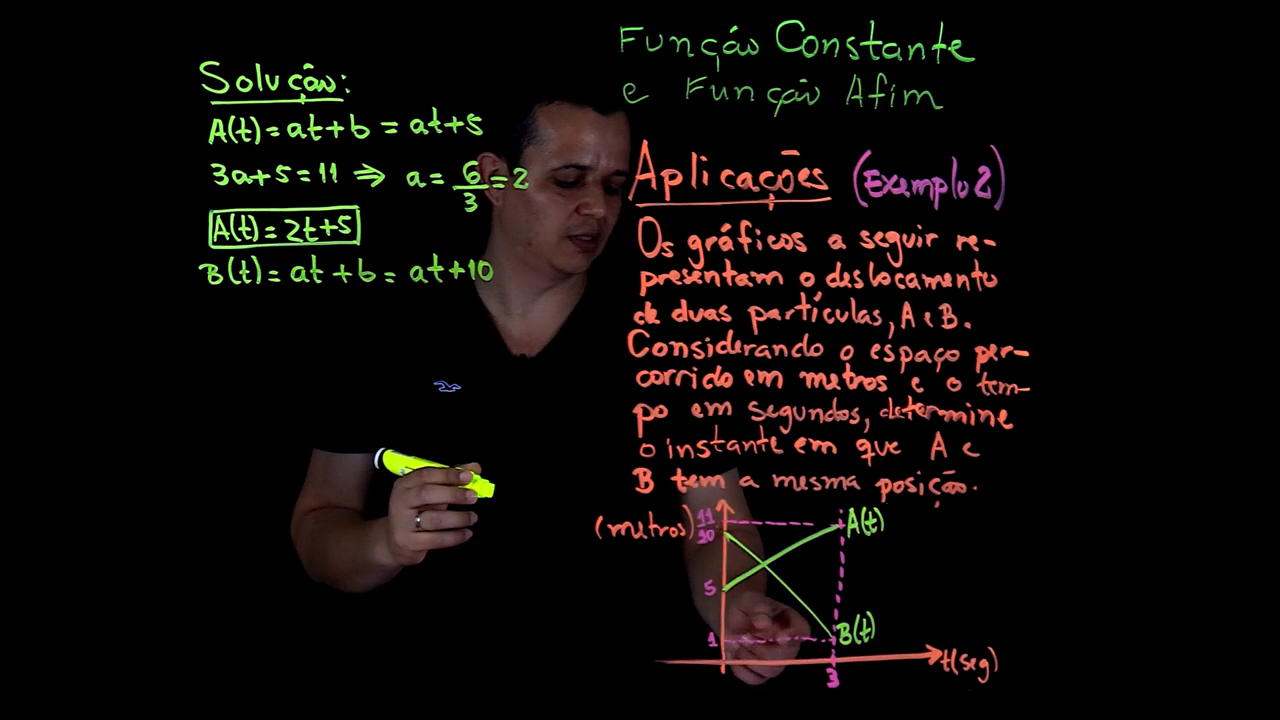 Função Constante
e Função Afim
Solução:
A(t) = at + b = at + 5
3a + 5 = 11 ⇒ a = 6/3 = 2
A(t) = 2t + 5
B(t) = at + b = at + 10
Aplicações (Exemplo 2)
Os gráficos a seguir re-
presentam o deslocamento
de duas partículas, A e B.
Considerando o espaço per-
corrido em metros e o tem-
po em segundos, determine
o instante em que A e
B tem a mesma posição.
(metros)
11
10
5
1
A(t)
B(t)
3
t(seg)